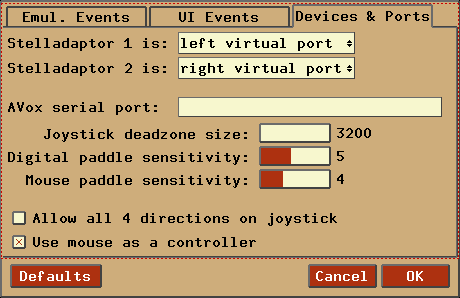 Emul. Events UI Events Devices & Ports
Stelladaptor 1 is: left virtual port
Stelladaptor 2 is: right virtual port
AVox serial port:
Joystick deadzone size: 3200
Digital paddle sensitivity: 5
Mouse paddle sensitivity: 4
Allow all 4 directions on joystick
Use mouse as a controller
Defaults Cancel OK